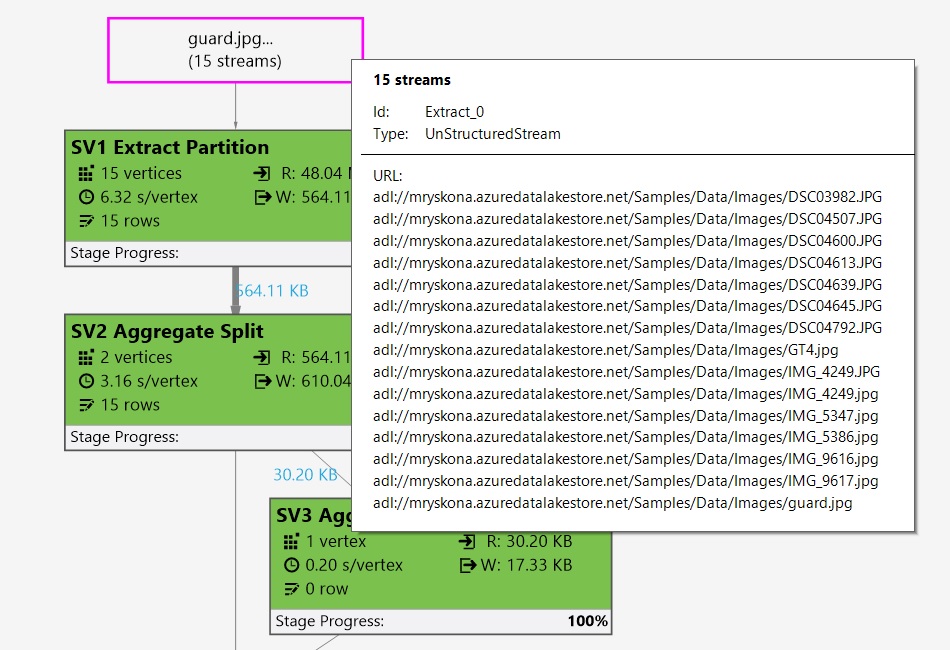 guard.jpg...
(15 streams)
15 streams
Id: Extract_0
Type: UnStructuredStream
URL:
adl://mryskona.azuredatalakestore.net/Samples/Data/Images/DSC03982.JPG
adl://mryskona.azuredatalakestore.net/Samples/Data/Images/DSC04507.JPG
adl://mryskona.azuredatalakestore.net/Samples/Data/Images/DSC04600.JPG
adl://mryskona.azuredatalakestore.net/Samples/Data/Images/DSC04613.JPG
adl://mryskona.azuredatalakestore.net/Samples/Data/Images/DSC04639.JPG
adl://mryskona.azuredatalakestore.net/Samples/Data/Images/DSC04645.JPG
adl://mryskona.azuredatalakestore.net/Samples/Data/Images/DSC04792.JPG
adl://mryskona.azuredatalakestore.net/Samples/Data/Images/GT4.jpg
adl://mryskona.azuredatalakestore.net/Samples/Data/Images/IMG_4249.JPG
adl://mryskona.azuredatalakestore.net/Samples/Data/Images/IMG_4249.jpg
adl://mryskona.azuredatalakestore.net/Samples/Data/Images/IMG_5347.jpg
adl://mryskona.azuredatalakestore.net/Samples/Data/Images/IMG_5386.jpg
adl://mryskona.azuredatalakestore.net/Samples/Data/Images/IMG_9616.jpg
adl://mryskona.azuredatalakestore.net/Samples/Data/Images/IMG_9617.jpg
adl://mryskona.azuredatalakestore.net/Samples/Data/Images/guard.jpg
SV1 Extract Partition
15 vertices R: 48.04
6.32 s/vertex W: 564.11
15 rows
Stage Progress:
564.11 KB
SV2 Aggregate Split
2 vertices R: 564.11
3.16 s/vertex W: 610.04
15 rows
Stage Progress:
30.20 KB
SV3
1 vertex R: 30.20 KB
0.20 s/vertex W: 17.33 KB
0 row
Stage Progress: 100%